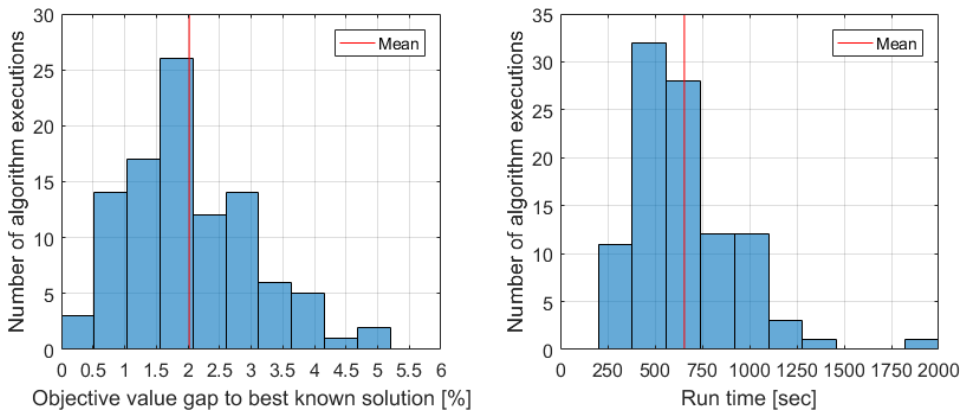 Number of algorithm executions
30
25
20
15
10
5
0
Mean
0 0.5 1 1.5 2 2.5 3 3.5 4 4.5 5 5.5 6
Objective value gap to best known solution [%]
Number of algorithm executions
35
30
25
20
15
10
5
0
Mean
0 250 500 750 1000 1250 1500 1750 2000
Run time [sec]